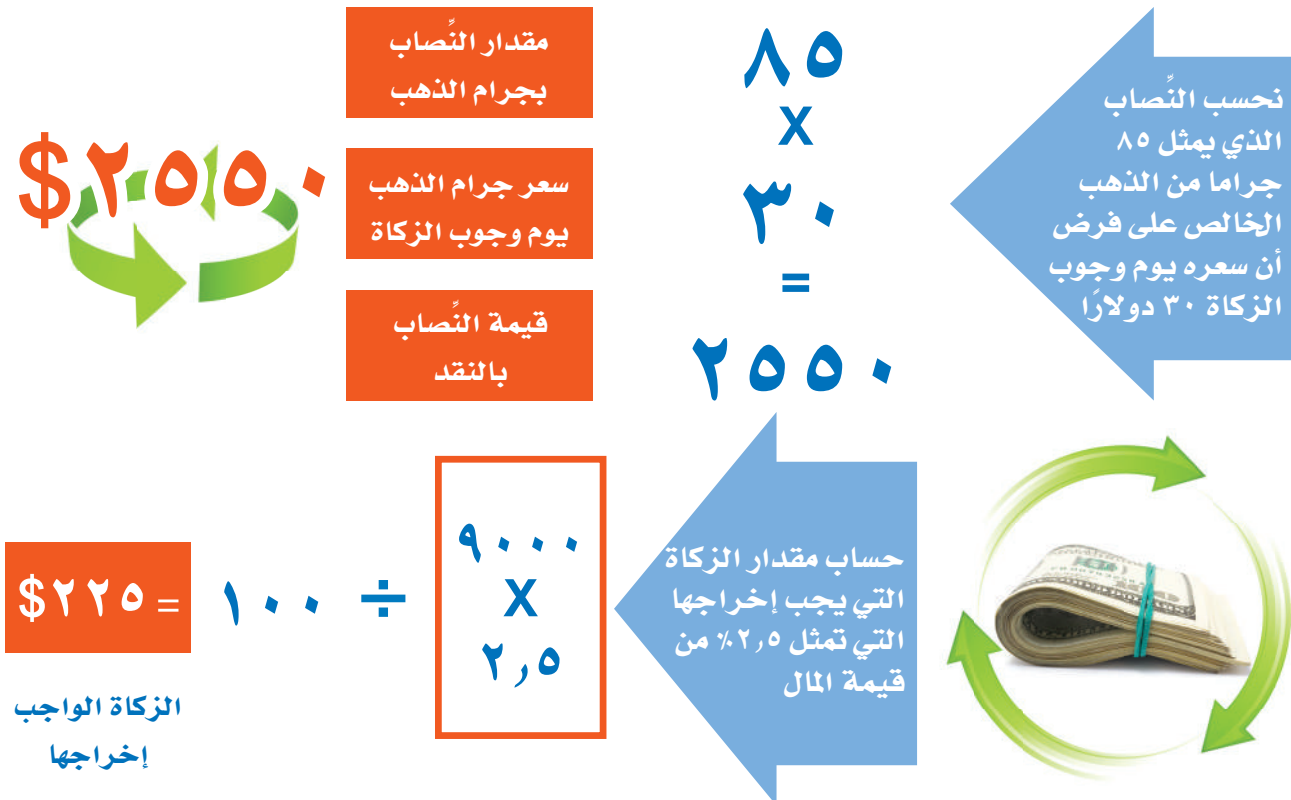 نحسب النِّصاب
الذي يمثل ٨٥
جراما من الذهب
الخالص على فرض
أن سعره يوم وجوب
الزكاة ٣٠ دولارًا
٨٥
X
٣٠
=
٢٥٥٠
مقدار النِّصاب
بجرام الذهب
سعر جرام الذهب
يوم وجوب الزكاة
قيمة النِّصاب
بالنقد
$٢٥٥٠
حساب مقدار الزكاة
التي يجب إخراجها
التي تمثل ٢,٥٪ من
قيمة المال
٩٠٠٠
X
٢,٥
÷
١٠٠
= ٢٢٥$
الزكاة الواجب
إخراجها